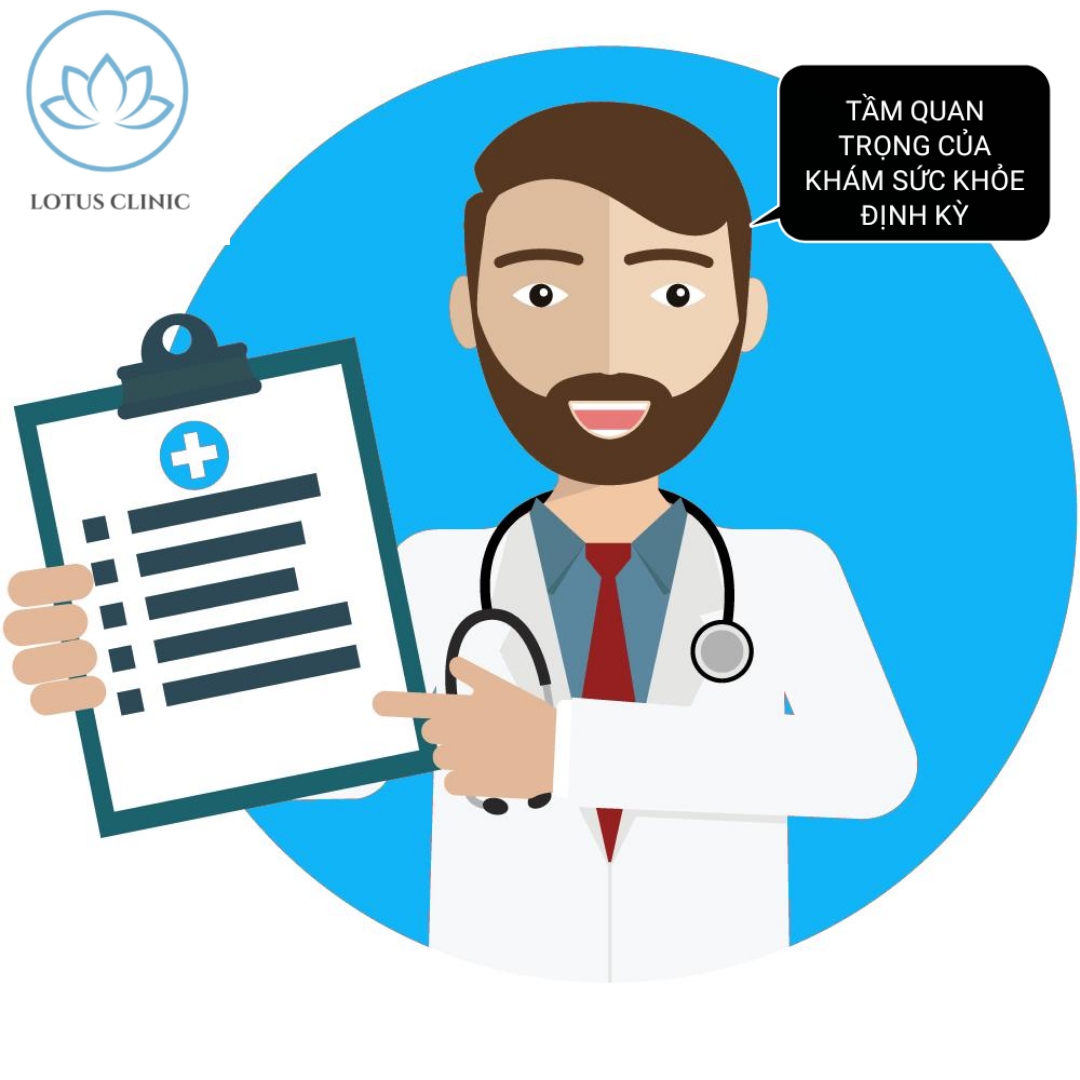 LOTUS CLINIC
TẦM QUAN
TRỌNG CỦA
KHÁM SỨC KHỎE
ĐỊNH KỲ